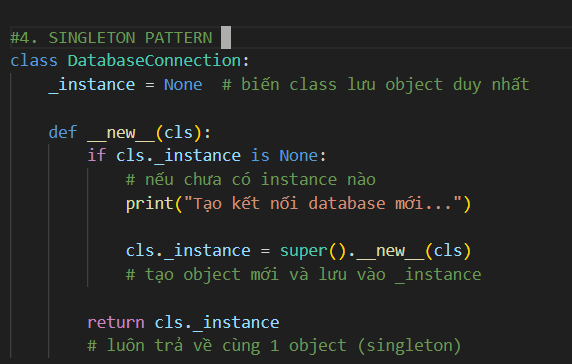 #4. SINGLETON PATTERN
class DatabaseConnection:
    _instance = None  # biến class lưu object duy nhất

    def __new__(cls):
        if cls._instance is None:
            # nếu chưa có instance nào
            print("Tạo kết nối database mới...")

            cls._instance = super().__new__(cls)
            # tạo object mới và lưu vào _instance

        return cls._instance
        # luôn trả về cùng 1 object (singleton)